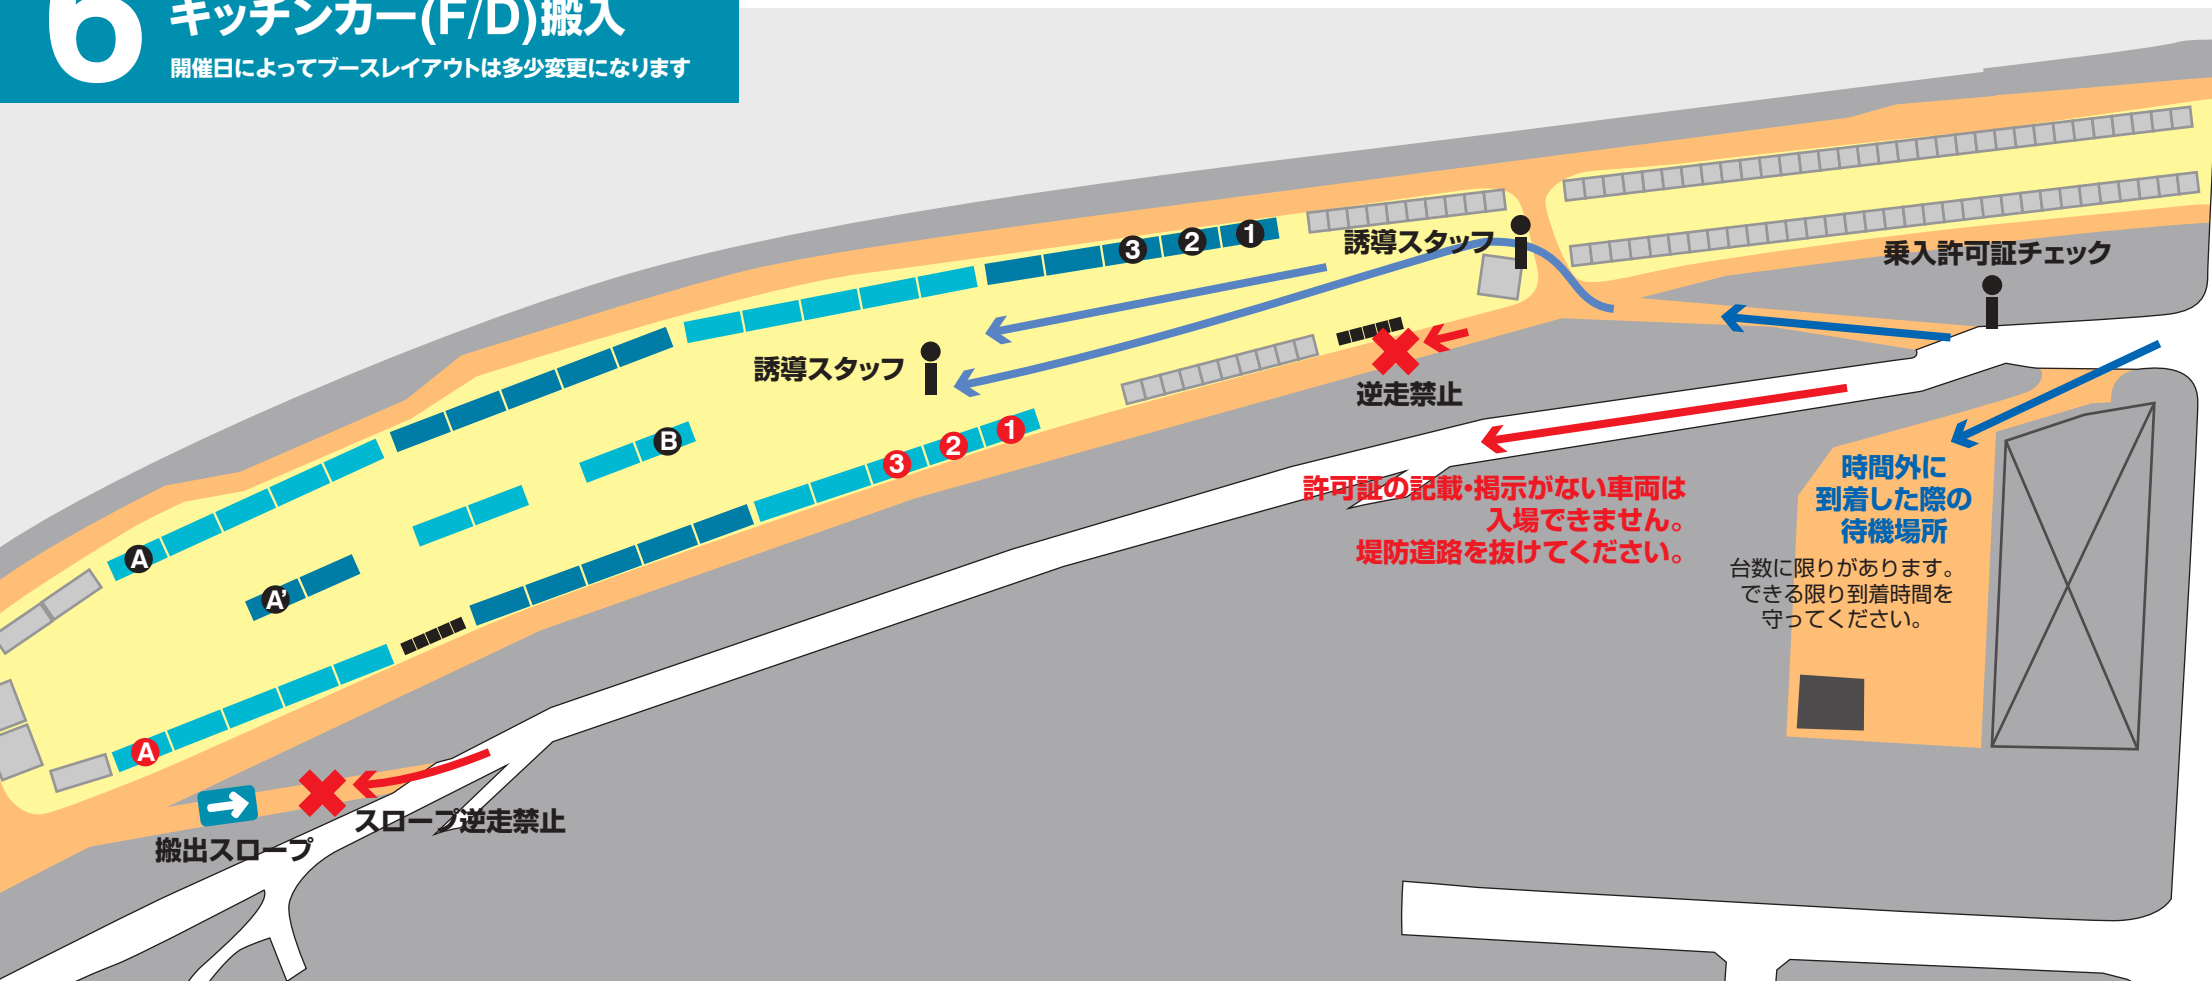 6
キッチンカー(F/D)搬入
開催日によってブースレイアウトは多少変更になります
誘導スタッフ
乗入許可証チェック
3
2
1
誘導スタッフ
逆走禁止
B
3
2
1
許可証の記載・掲示がない車両は
入場できません。
堤防道路を抜けてください。
時間外に
到着した際の
待機場所
台数に限りがあります。
できる限り到着時間を
守ってください。
A
A’
A
スロープ逆走禁止
搬出スロープ